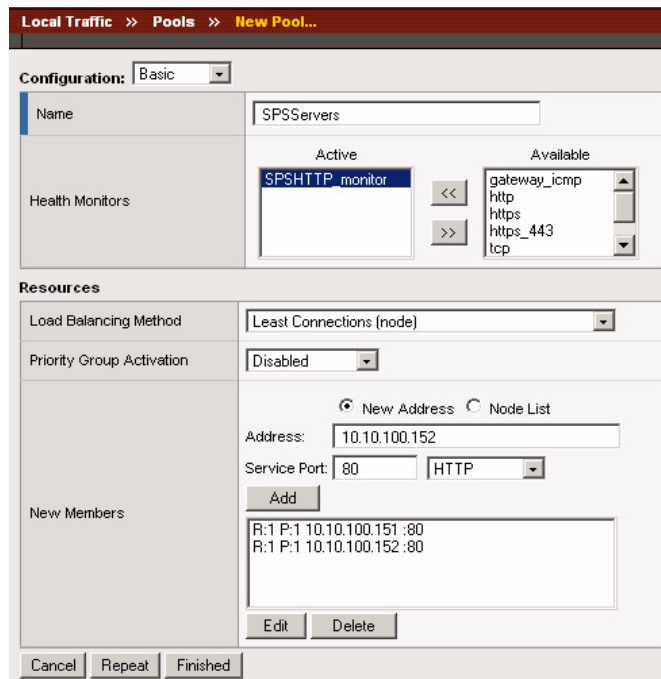 Local Traffic » Pools » New Pool...
Configuration: Basic
Name SPSServers
Health Monitors
Active Available
SPSHTTP_monitor
<<
>>
gateway_icmp
http
https
https_443
tcp
Resources
Load Balancing Method Least Connections (node)
Priority Group Activation Disabled
New Members
New Address Node List
Address: 10.10.100.152
Service Port: 80 HTTP
Add
R:1 P:1 10.10.100.151 :80
R:1 P:1 10.10.100.152 :80
Edit Delete
Cancel Repeat Finished